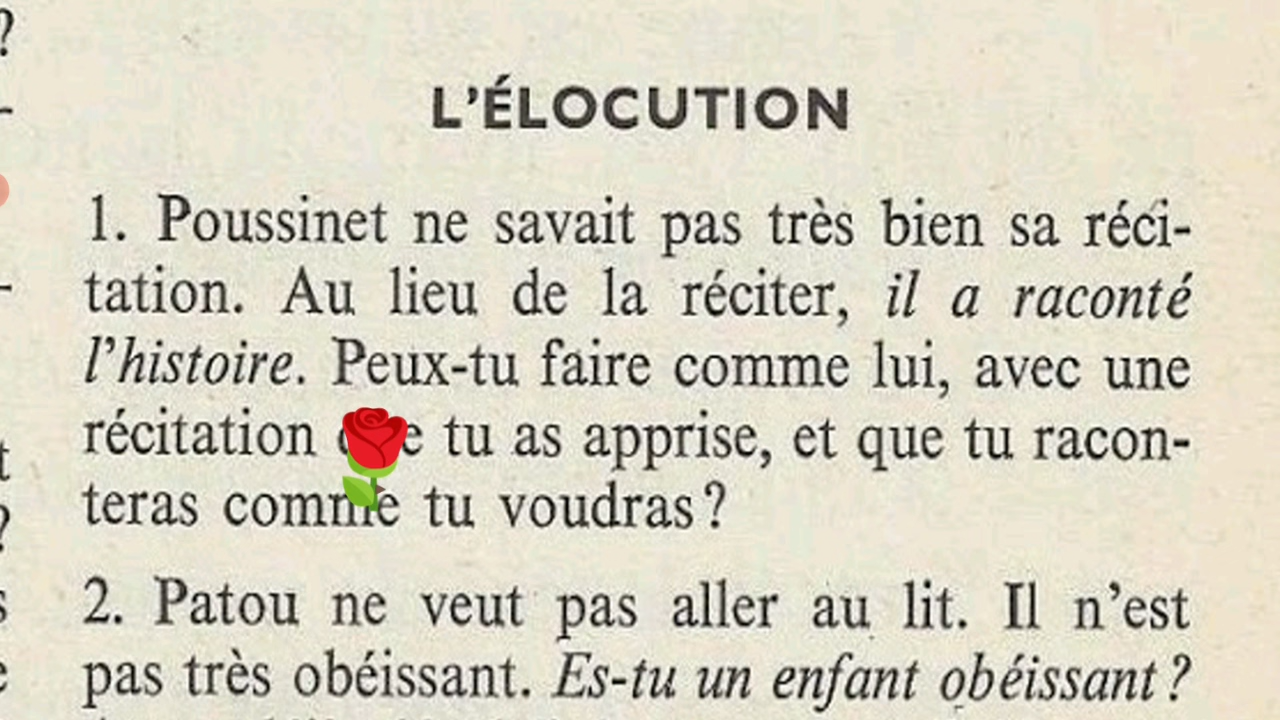 L'ÉLOCUTION
1. Poussinet ne savait pas très bien sa réci-
tation. Au lieu de la réciter, il a raconté
l'histoire. Peux-tu faire comme lui, avec une
récitation tu as apprise, et que tu racon-
teras comme tu voudras ?
2. Patou ne veut pas aller au lit. Il n'est
pas très obéissant. Es-tu un enfant obéissant ?